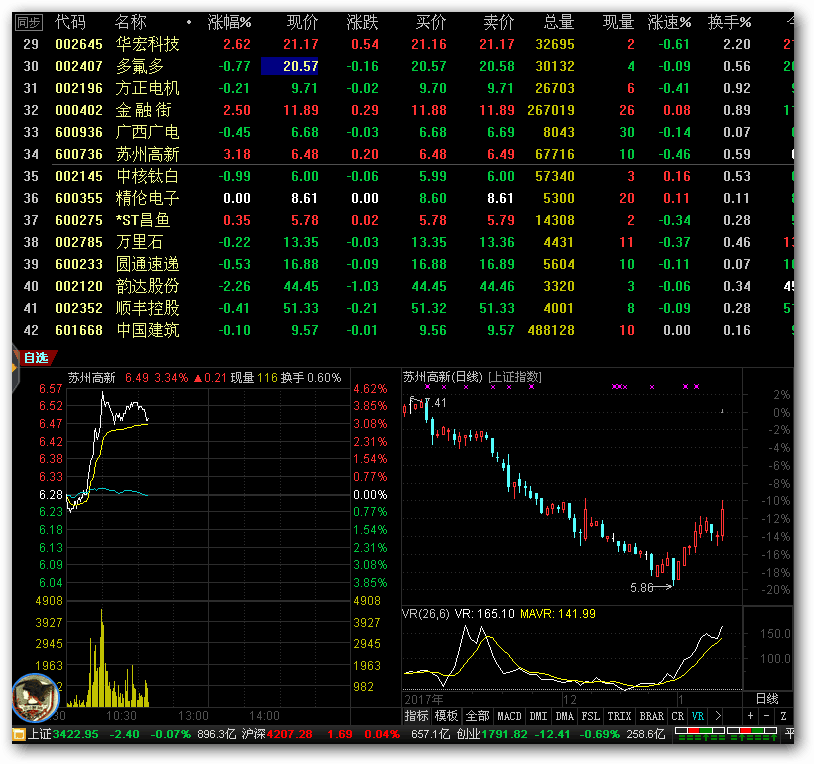 同步 代码 名称 • 涨幅% 现价 涨跌 买价 卖价 总量 现量 涨速% 换手%
29 002645 华宏科技 2.62 21.17 0.54 21.16 21.17 32695 2 -0.61 2.20
30 002407 多氟多 -0.77 20.57 -0.16 20.57 20.58 30132 4 -0.09 0.56
31 002196 方正电机 -0.21 9.71 -0.02 9.70 9.71 26703 6 -0.41 0.92
32 000402 金融街 2.50 11.89 0.29 11.88 11.89 267019 26 0.08 0.89
33 600936 广西广电 -0.45 6.68 -0.03 6.68 6.69 8043 30 -0.14 0.07
34 600736 苏州高新 3.18 6.48 0.20 6.48 6.49 67716 10 -0.46 0.59
35 002145 中核钛白 -0.99 6.00 -0.06 5.99 6.00 57340 3 0.16 0.53
36 600355 精伦电子 0.00 8.61 0.00 8.60 8.61 5300 20 0.11 0.11
37 600275 *ST昌鱼 0.35 5.78 0.02 5.78 5.79 14308 2 -0.34 0.28
38 002785 万里石 -0.22 13.35 -0.03 13.35 13.36 4431 11 -0.37 0.46
39 600233 圆通速递 -0.53 16.88 -0.09 16.88 16.89 5604 10 -0.11 0.07
40 002120 韵达股份 -2.26 44.45 -1.03 44.45 44.46 3320 3 -0.06 0.34
41 002352 顺丰控股 -0.41 51.33 -0.21 51.32 51.33 4001 8 -0.09 0.28
42 601668 中国建筑 -0.10 9.57 -0.01 9.56 9.57 488128 10 0.00 0.16
自选
苏州高新 6.49 3.34% ▲0.21 现量 116 换手 0.60%
6.57 4.62%
6.52 3.85%
6.47 3.08%
6.42 2.31%
6.38 1.54%
6.33 0.77%
6.28 0.00%
6.23 0.77%
6.18 1.54%
6.13 2.31%
6.09 3.08%
6.04 3.85%
4908 4908
3927 3927
2945 2945
1963 1963
982
10:30 13:00 14:00
苏州高新(日线) [上证指数]
2%
0%
-2%
-4%
-6%
-8%
-10%
-12%
-14%
-16%
-18%
-20%
5.86
VR(26,6) VR: 165.10 MAVR: 141.99
150.0
100.0
2017年 12 1 日线
指标 模板 全部 MACD DMI DMA FSL TRIX BRAR CR VR > + - Z
上证3422.95 -2.40 -0.07% 896.3亿 沪深4207.28 1.69 0.04% 657.1亿 创业1791.82 -12.41 -0.69% 258.6亿